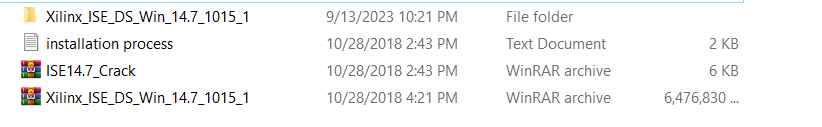 Xilinx_ISE_DS_Win_14.7_1015_1 9/13/2023 10:21 PM File folder
installation process 10/28/2018 2:43 PM Text Document 2 KB
ISE14.7_Crack 10/28/2018 2:43 PM WinRAR archive 6 KB
Xilinx_ISE_DS_Win_14.7_1015_1 10/28/2018 4:21 PM WinRAR archive 6,476,830 ...